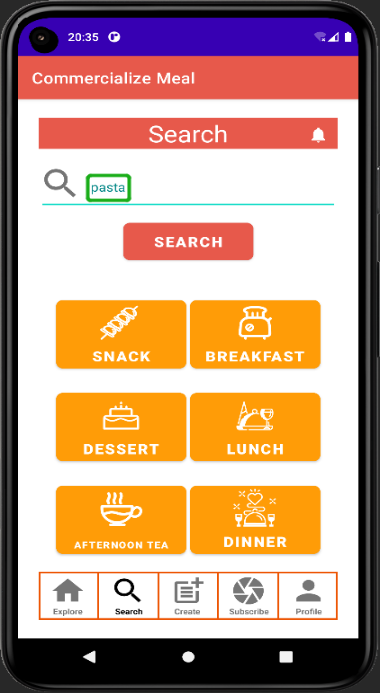 20:35
Commercialize Meal
Search
pasta
SEARCH
SNACK BREAKFAST
DESSERT LUNCH
AFTERNOON TEA DINNER
Explore Search Create Subscribe Profile